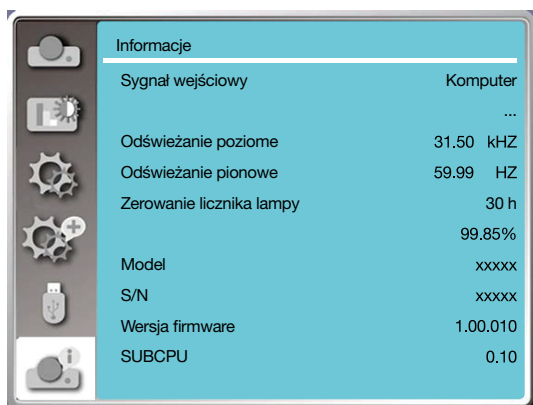 Informacje
Sygnał wejściowy Komputer
...
Odświeżanie poziome 31.50 kHZ
Odświeżanie pionowe 59.99 HZ
Zerowanie licznika lampy 30 h
99.85%
Model xxxxx
S/N xxxxx
Wersja firmware 1.00.010
SUBCPU 0.10